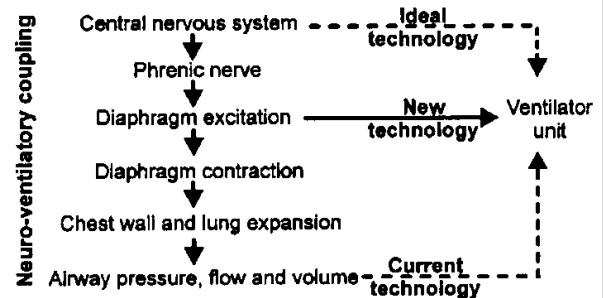 Neuro-ventilatory coupling
Central nervous system
Ideal
technology
Phrenic nerve
Diaphragm excitation
New
technology
Ventilator
unit
Diaphragm contraction
Chest wall and lung expansion
Airway pressure, flow and volume
Current
technology